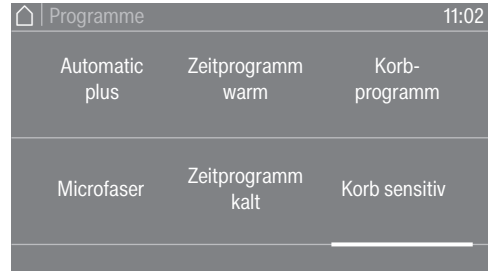 Programme 11:02
Automatic plus
Zeitprogramm warm
Korb-
programm
Microfaser
Zeitprogramm kalt
Korb sensitiv